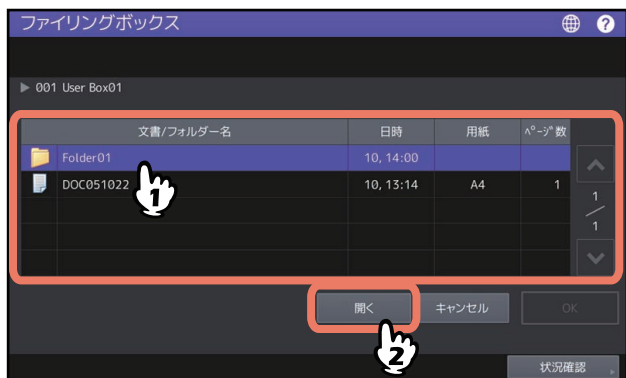 ファイリングボックス ?
▶ 001 User Box01
文書/フォルダー名 日時 用紙 ページ数
Folder01 10, 14:00
DOC051022 10, 13:14 A4 1
1
1
1
開く キャンセル OK
2
状況確認